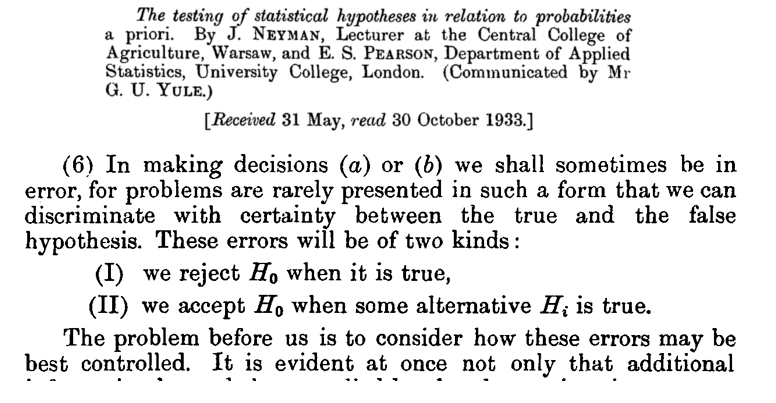 The testing of statistical hypotheses in relation to probabilities
a priori. By J. NEYMAN, Lecturer at the Central College of
Agriculture, Warsaw, and E. S. PEARSON, Department of Applied
Statistics, University College, London. (Communicated by Mr
G. U. YULE.)
[Received 31 May, read 30 October 1933.]
(6) In making decisions (a) or (b) we shall sometimes be in
error, for problems are rarely presented in such a form that we can
discriminate with certainty between the true and the false
hypothesis. These errors will be of two kinds:
(I) we reject H₀ when it is true,
(II) we accept H₀ when some alternative Hᵢ is true.
The problem before us is to consider how these errors may be
best controlled. It is evident at once not only that additional